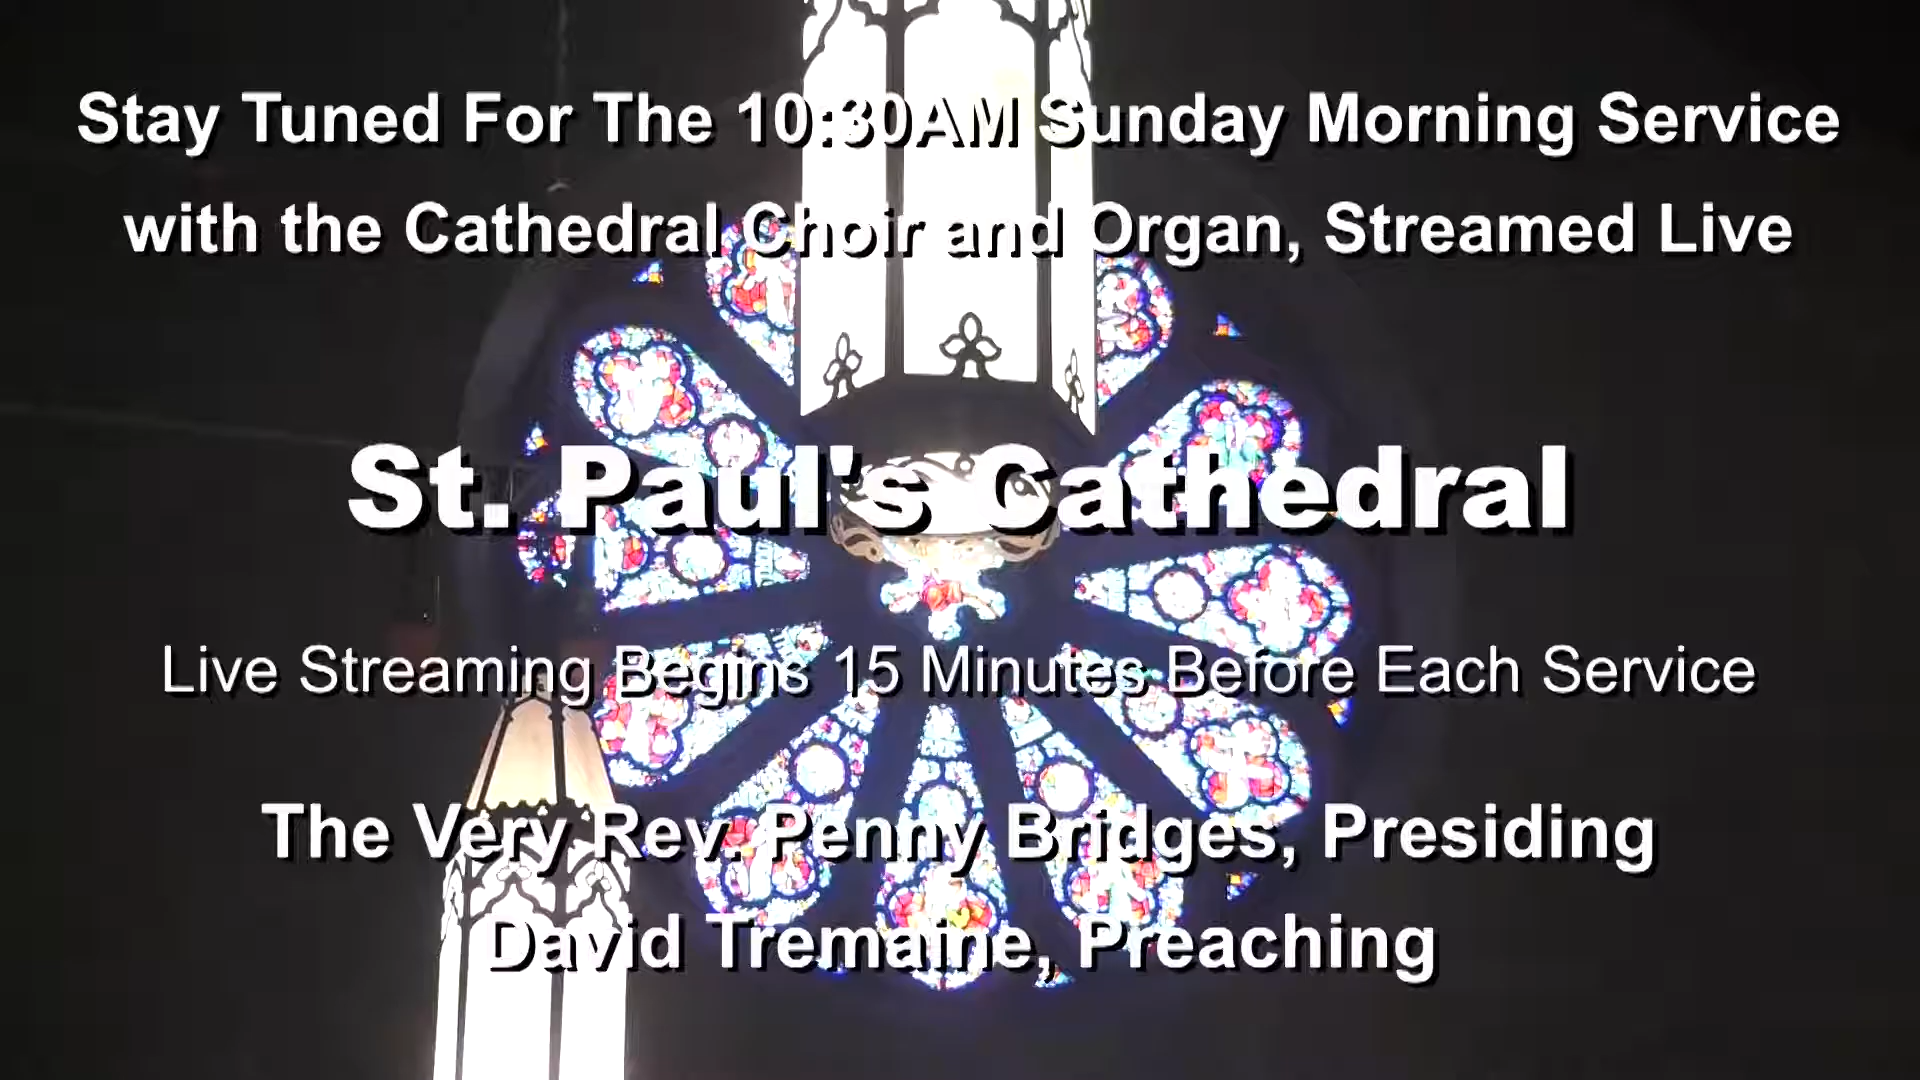 Stay Tuned For The 10:30AM Sunday Morning Service
with the Cathedral Choir and Organ, Streamed Live
St. Paul's Cathedral
Live Streaming Begins 15 Minutes Before Each Service
The Very Rev. Penny Bridges, Presiding
David Tremaine, Preaching